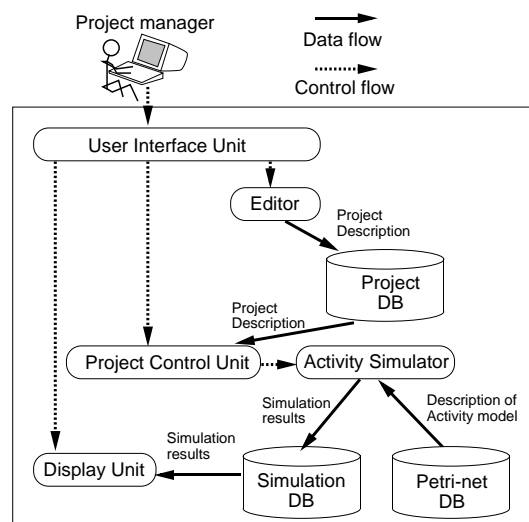 Project manager
Data flow
Control flow
User Interface Unit
Editor
Project
Description
Project
DB
Project
Description
Project Control Unit
Activity Simulator
Simulation
results
Description of
Activity model
Simulation
results
Display Unit
Simulation
DB
Petri-net
DB